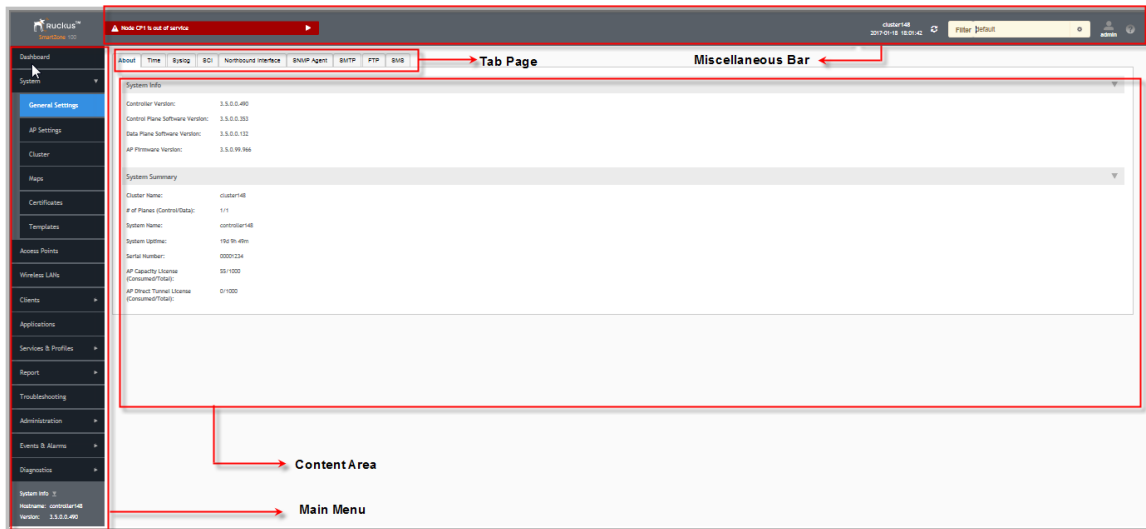 Ruckus™
SmartZone 100
Node CP1 is out of service
cluster148
2017-01-18 18:01:42
Filter default
admin
Dashboard
System
General Settings
AP Settings
Cluster
Maps
Certificates
Templates
Access Points
Wireless LANs
Clients
Applications
Services & Profiles
Report
Troubleshooting
Administration
Events & Alarms
Diagnostics
System Info
Hostname: controller148
Version: 3.5.0.0.490
About Time Syslog SCI Northbound Interface SNMP Agent SMTP FTP SMS
Tab Page
Miscellaneous Bar
System Info
Controller Version: 3.5.0.0.490
Control Plane Software Version: 3.5.0.0.353
Data Plane Software Version: 3.5.0.0.132
AP Firmware Version: 3.5.0.99.966
System Summary
Cluster Name: cluster148
# of Planes (Control/Data): 1/1
System Name: controller148
System Uptime: 19d 9h 49m
Serial Number: 00001234
AP Capacity License 55/1000
(Consumed/Total):
AP Direct Tunnel License 0/1000
(Consumed/Total):
Content Area
Main Menu